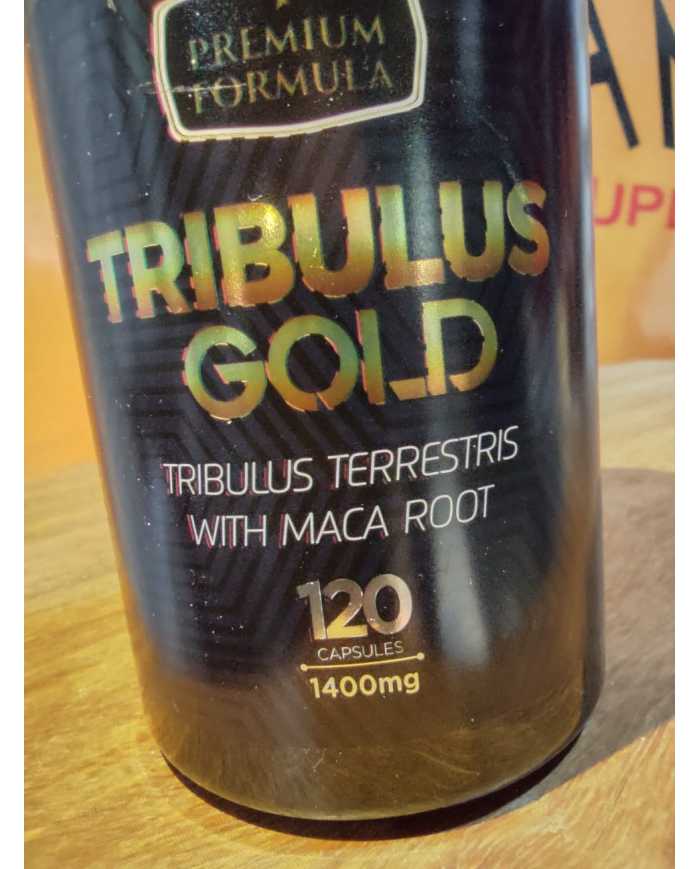 PREMIUM
FORMULA
TRIBULUS
GOLD
TRIBULUS TERRESTRIS
WITH MACA ROOT
120
CAPSULES
1400mg